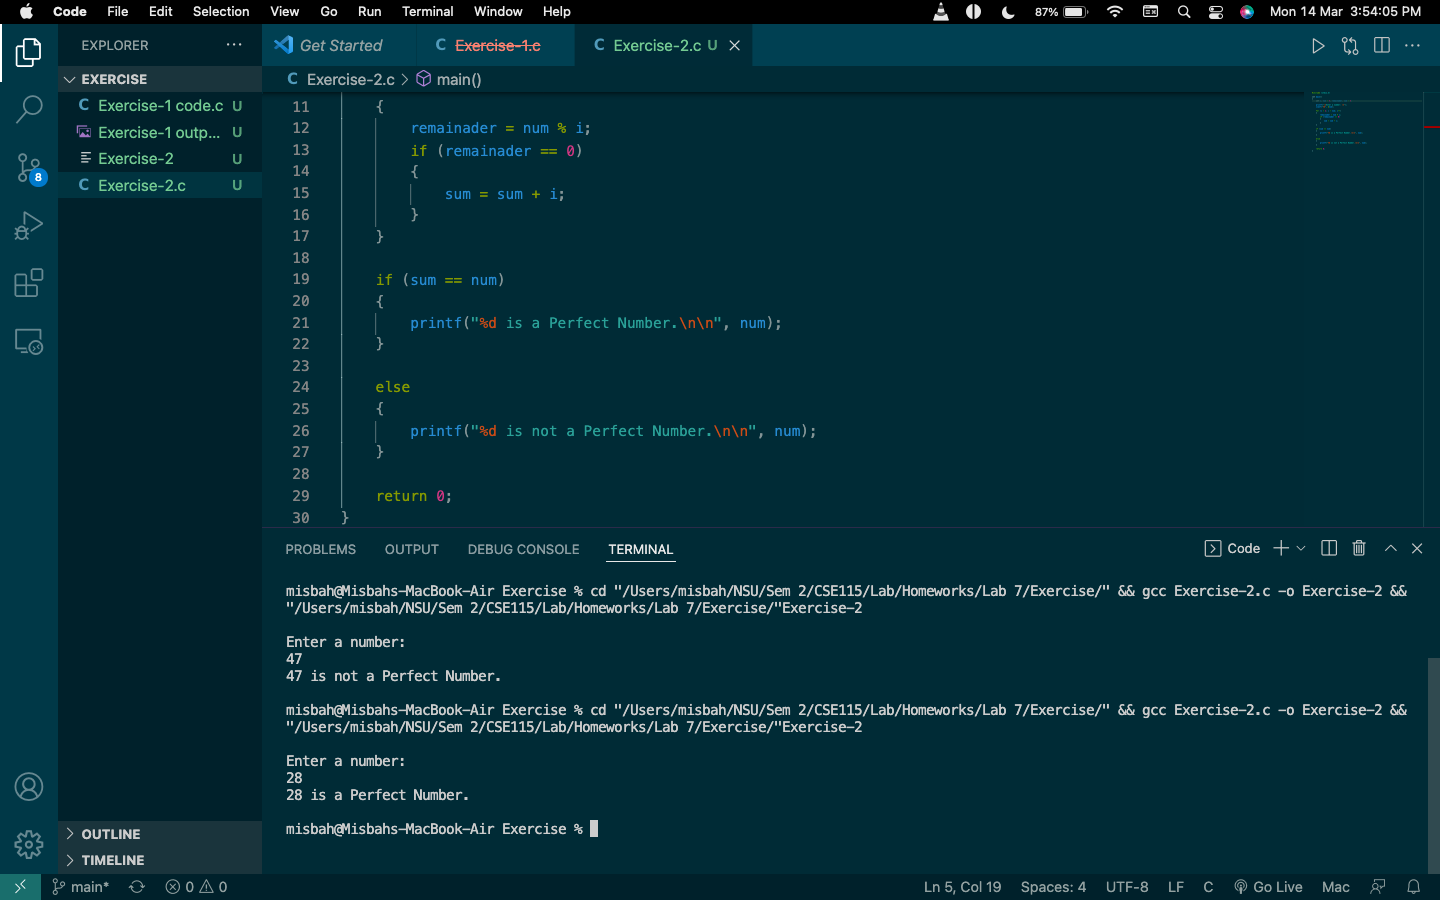 Code File Edit Selection View Go Run Terminal Window Help 87% Mon 14 Mar 3:54:05 PM
EXPLORER
Get Started
C Exercise-1.c
C Exercise-2.c U
EXERCISE
C Exercise-2.c > main()
C Exercise-1 code.c U
Exercise-1 outp... U
Exercise-2 U
C Exercise-2.c U
8
11 {
12 remainader = num % i;
13 if (remainader == 0)
14 {
15 sum = sum + i;
16 }
17 }
18
19 if (sum == num)
20 {
21 printf("%d is a Perfect Number.\n\n", num);
22 }
23
24 else
25 {
26 printf("%d is not a Perfect Number.\n\n", num);
27 }
28
29 return 0;
30 }
PROBLEMS OUTPUT DEBUG CONSOLE TERMINAL Code
misbah@Misbahs-MacBook-Air Exercise % cd "/Users/misbah/NSU/Sem 2/CSE115/Lab/Homeworks/Lab 7/Exercise/" && gcc Exercise-2.c -o Exercise-2 &&
"/Users/misbah/NSU/Sem 2/CSE115/Lab/Homeworks/Lab 7/Exercise/"Exercise-2
Enter a number:
47
47 is not a Perfect Number.
misbah@Misbahs-MacBook-Air Exercise % cd "/Users/misbah/NSU/Sem 2/CSE115/Lab/Homeworks/Lab 7/Exercise/" && gcc Exercise-2.c -o Exercise-2 &&
"/Users/misbah/NSU/Sem 2/CSE115/Lab/Homeworks/Lab 7/Exercise/"Exercise-2
Enter a number:
28
28 is a Perfect Number.
misbah@Misbahs-MacBook-Air Exercise %
OUTLINE
TIMELINE
main* 0 0 Ln 5, Col 19 Spaces: 4 UTF-8 LF C Go Live Mac